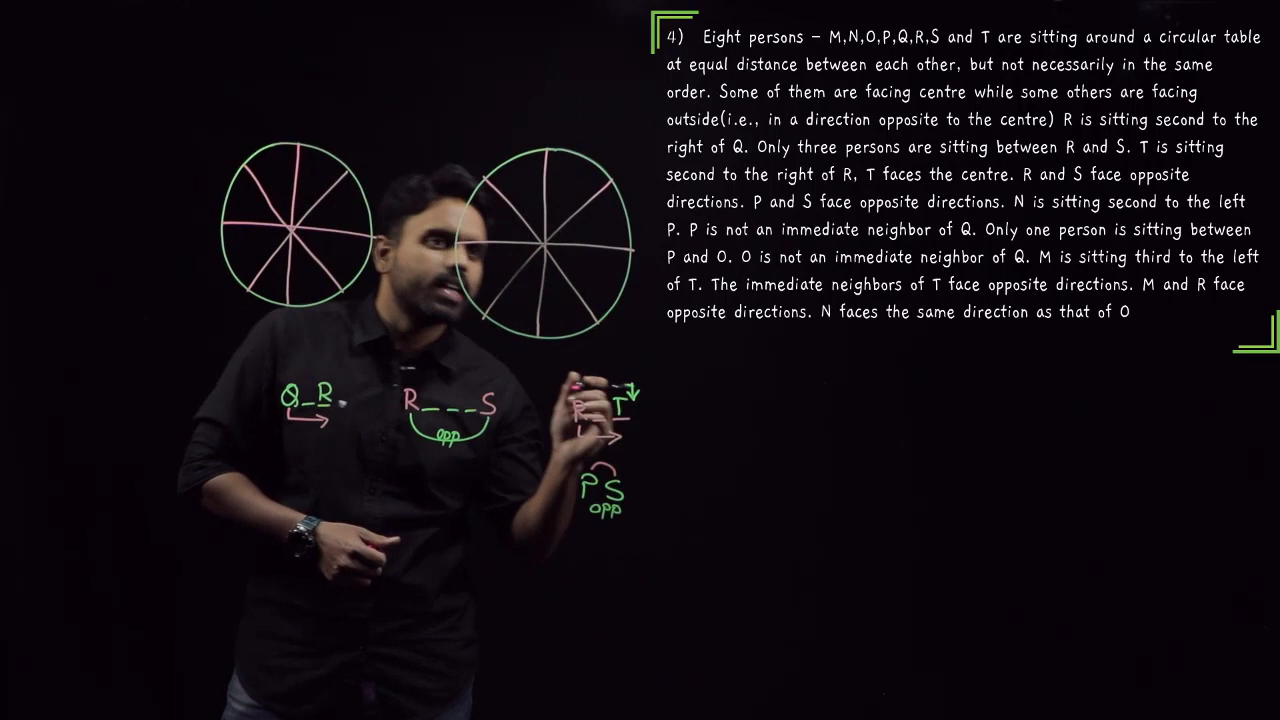 4) Eight persons – M,N,O,P,Q,R,S and T are sitting around a circular table
at equal distance between each other, but not necessarily in the same
order. Some of them are facing centre while some others are facing
outside(i.e., in a direction opposite to the centre) R is sitting second to the
right of Q. Only three persons are sitting between R and S. T is sitting
second to the right of R, T faces the centre. R and S face opposite
directions. P and S face opposite directions. N is sitting second to the left
P. P is not an immediate neighbor of Q. Only one person is sitting between
P and O. O is not an immediate neighbor of Q. M is sitting third to the left
of T. The immediate neighbors of T face opposite directions. M and R face
opposite directions. N faces the same direction as that of O
Q _ R
R _ _ _ S
opp
R T
P S
opp